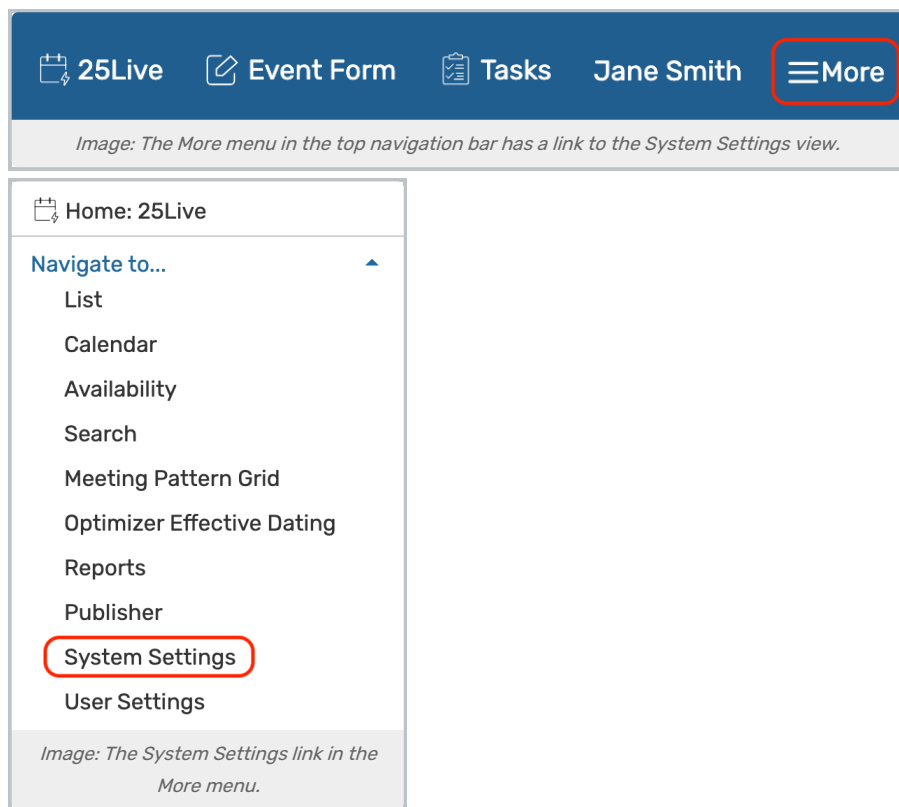 25Live Event Form Tasks Jane Smith More
Image: The More menu in the top navigation bar has a link to the System Settings view.
Home: 25Live
Navigate to...
List
Calendar
Availability
Search
Meeting Pattern Grid
Optimizer Effective Dating
Reports
Publisher
System Settings
User Settings
Image: The System Settings link in the
More menu.